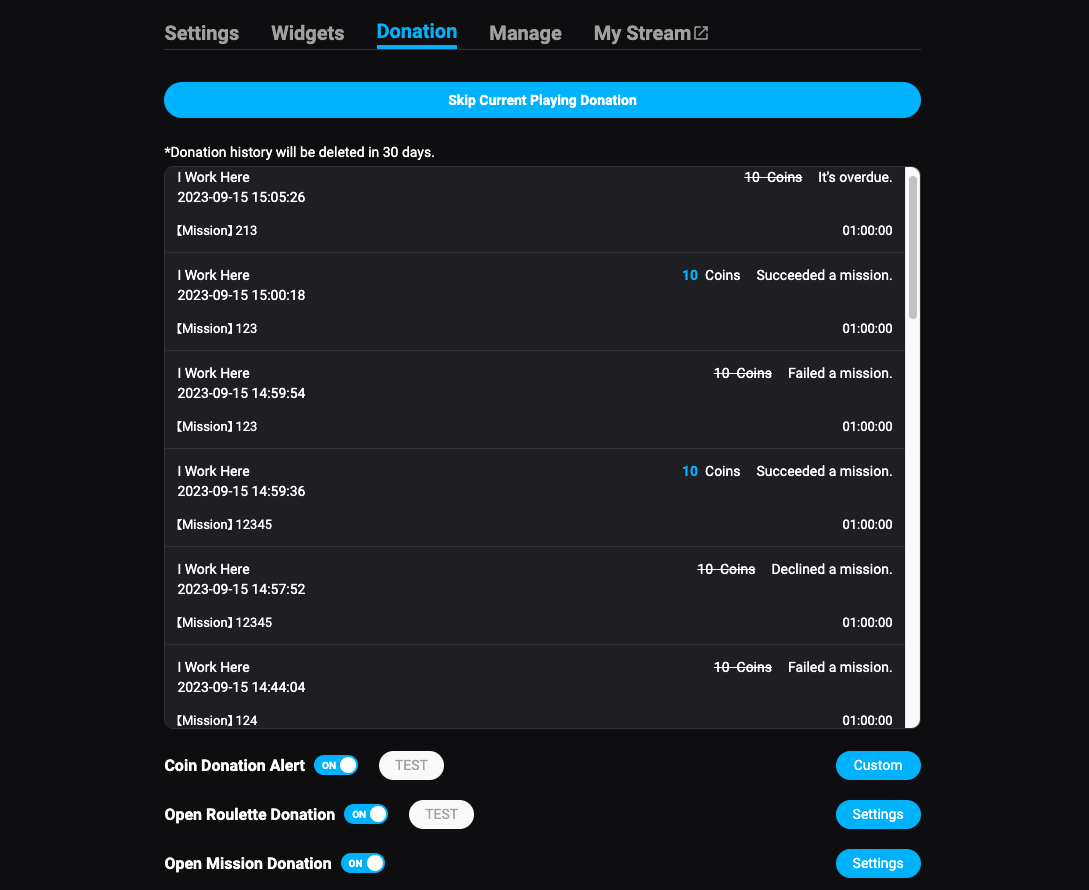 Settings Widgets Donation Manage My Stream
Skip Current Playing Donation
*Donation history will be deleted in 30 days.
I Work Here 10 Coins It's overdue.
2023-09-15 15:05:26
【Mission】213 01:00:00
I Work Here 10 Coins Succeeded a mission.
2023-09-15 15:00:18
【Mission】123 01:00:00
I Work Here 10 Coins Failed a mission.
2023-09-15 14:59:54
【Mission】123 01:00:00
I Work Here 10 Coins Succeeded a mission.
2023-09-15 14:59:36
【Mission】12345 01:00:00
I Work Here 10 Coins Declined a mission.
2023-09-15 14:57:52
【Mission】12345 01:00:00
I Work Here 10 Coins Failed a mission.
2023-09-15 14:44:04
【Mission】124 01:00:00
Coin Donation Alert ON TEST Custom
Open Roulette Donation ON TEST Settings
Open Mission Donation ON Settings